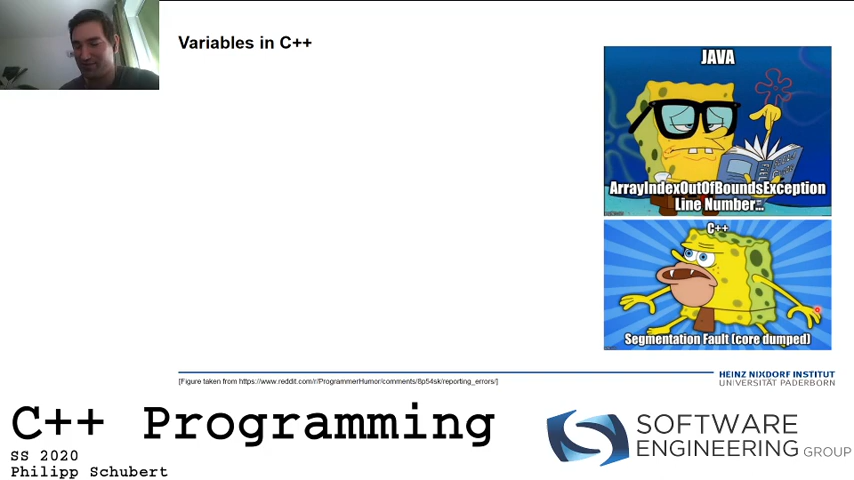 Variables in C++
JAVA
ArrayIndexOutOfBoundsException
Line Number...
C++
Segmentation Fault (core dumped)
[Figure taken from https://www.reddit.com/r/ProgrammerHumor/comments/8p54sk/reporting_errors/]
HEINZ NIXDORF INSTITUT
UNIVERSITÄT PADERBORN
C++ Programming
SS 2020
Philipp Schubert
SOFTWARE
ENGINEERING GROUP